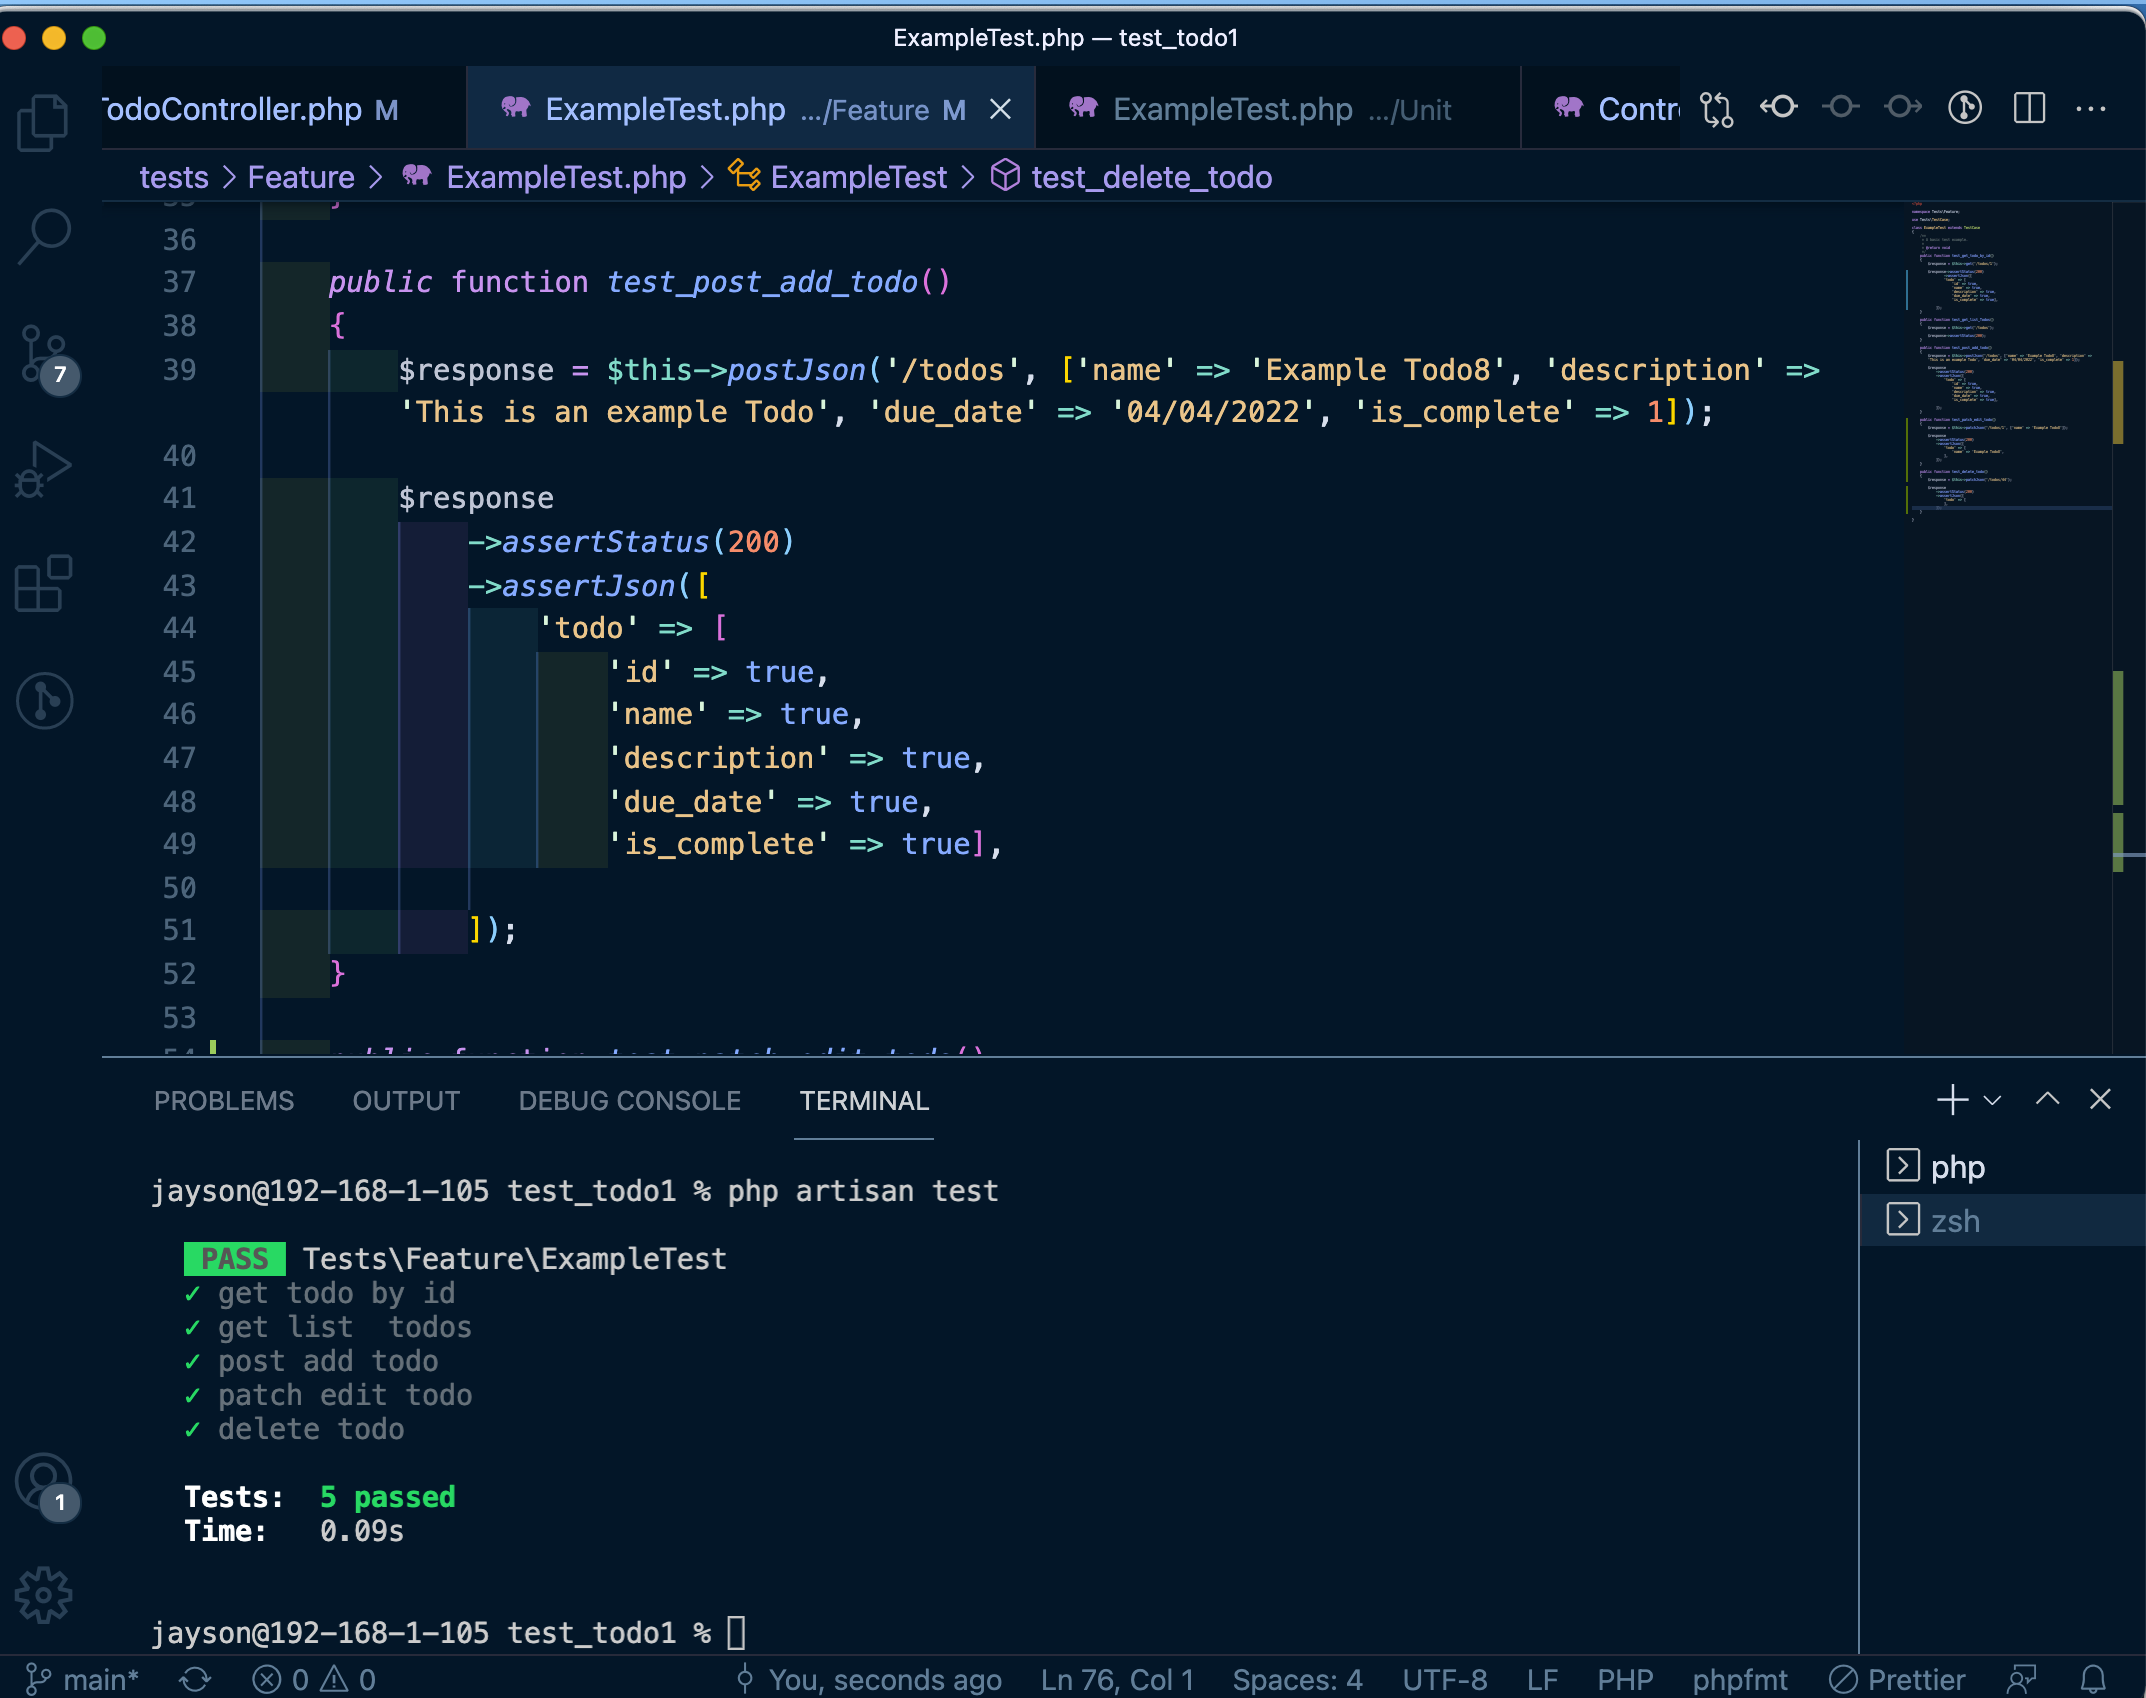 ExampleTest.php — test_todo1
TodoController.php M
ExampleTest.php .../Feature M
ExampleTest.php .../Unit
Contr
tests > Feature > ExampleTest.php > ExampleTest > test_delete_todo
35 }
36
37 public function test_post_add_todo()
38 {
39 $response = $this->postJson('/todos', ['name' => 'Example Todo8', 'description' =>
'This is an example Todo', 'due_date' => '04/04/2022', 'is_complete' => 1]);
40
41 $response
42 ->assertStatus(200)
43 ->assertJson([
44 'todo' => [
45 'id' => true,
46 'name' => true,
47 'description' => true,
48 'due_date' => true,
49 'is_complete' => true],
50
51 ]);
52 }
53
54 public function test_patch_edit_todo()
7
PROBLEMS OUTPUT DEBUG CONSOLE TERMINAL
php
zsh
jayson@192-168-1-105 test_todo1 % php artisan test
PASS Tests\Feature\ExampleTest
✓ get todo by id
✓ get list  todos
✓ post add todo
✓ patch edit todo
✓ delete todo
Tests: 5 passed
Time: 0.09s
1
jayson@192-168-1-105 test_todo1 %
main* 0 0 You, seconds ago Ln 76, Col 1 Spaces: 4 UTF-8 LF PHP phpfmt Prettier